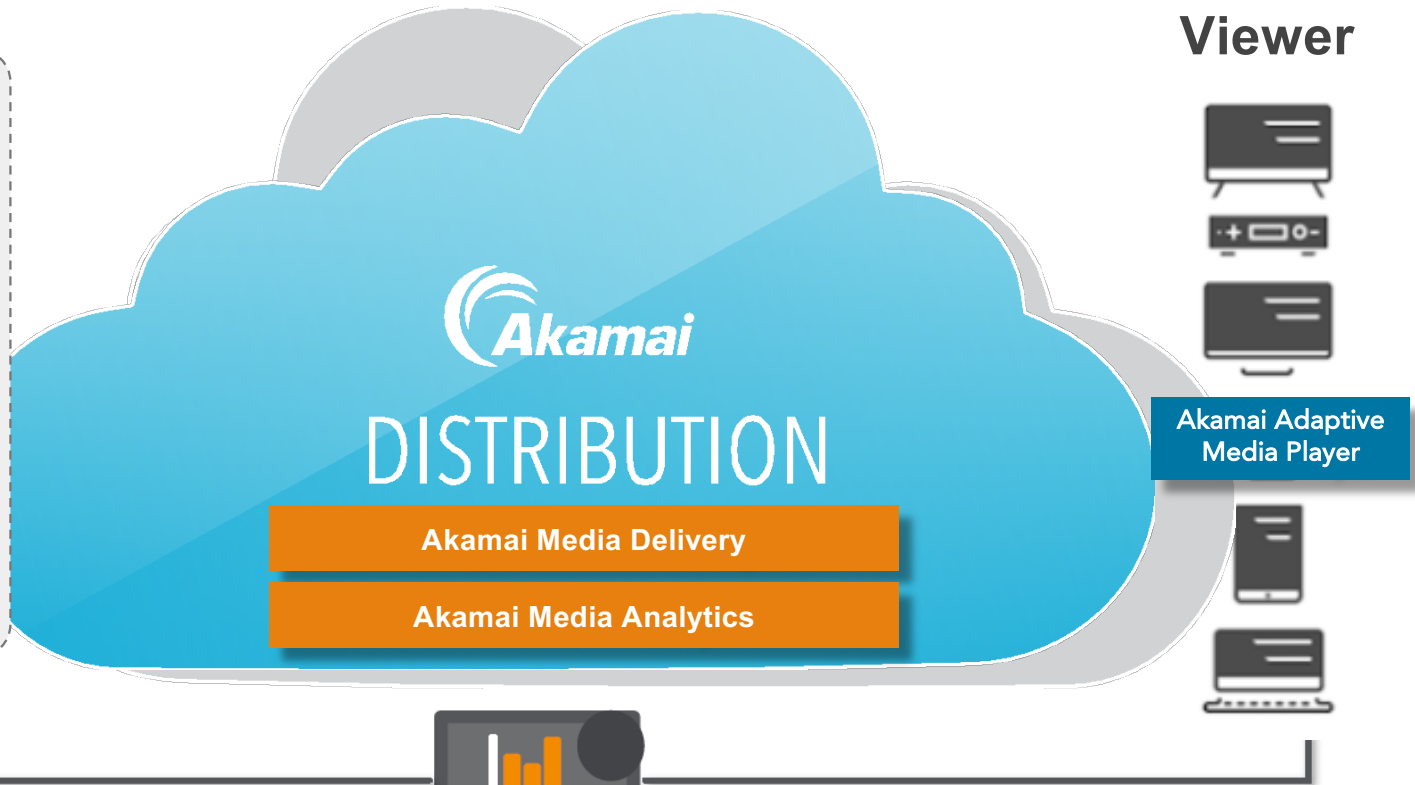 Viewer
Akamai
DISTRIBUTION
Akamai Adaptive
Media Player
Akamai Media Delivery
Akamai Media Analytics